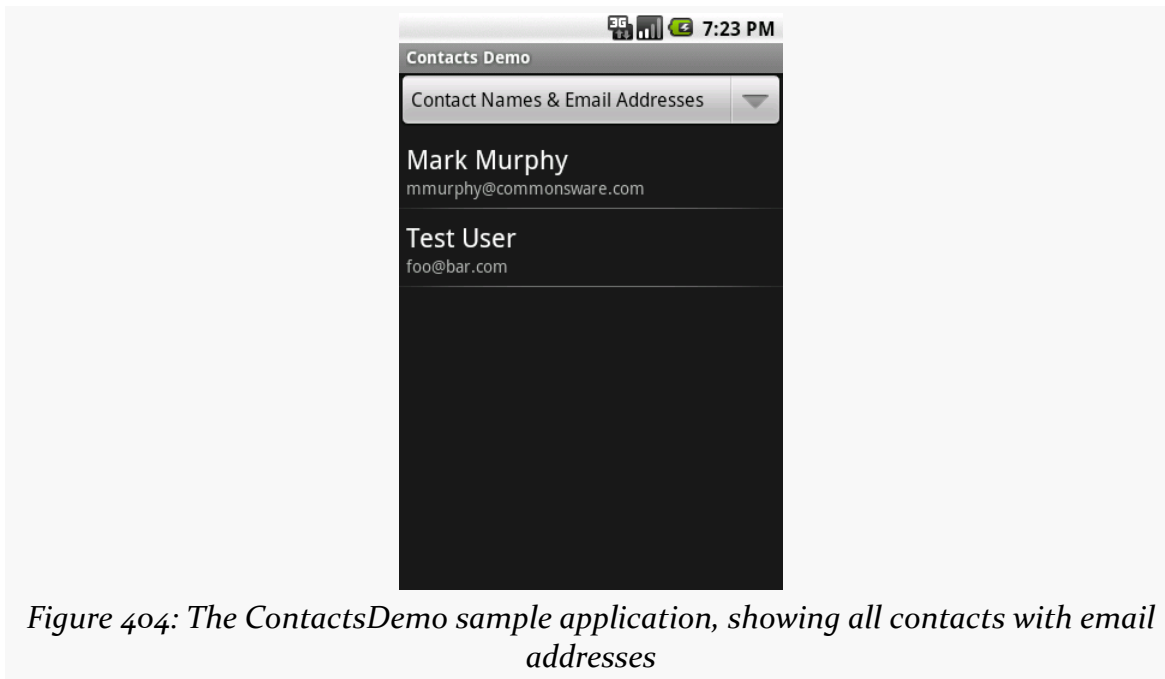 3G 7:23 PM
Contacts Demo
Contact Names & Email Addresses
Mark Murphy
mmurphy@commonsware.com
Test User
foo@bar.com
Figure 404: The ContactsDemo sample application, showing all contacts with email
addresses